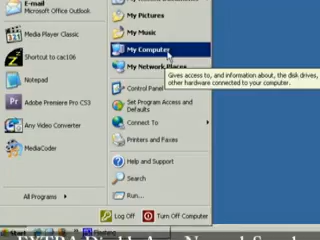 E-mail
Microsoft Office Outlook
Media Player Classic
Shortcut to cac106
Notepad
Adobe Premiere Pro CS3
Any Video Converter
MediaCoder
All Programs
My Pictures
My Music
My Computer
My Network Places
Gives access to, and information about, the disk drives,
other hardware connected to your computer.
Control Panel
Set Program Access and
Defaults
Connect To
Printers and Faxes
Help and Support
Search
Run...
Log Off
Turn Off Computer
Start